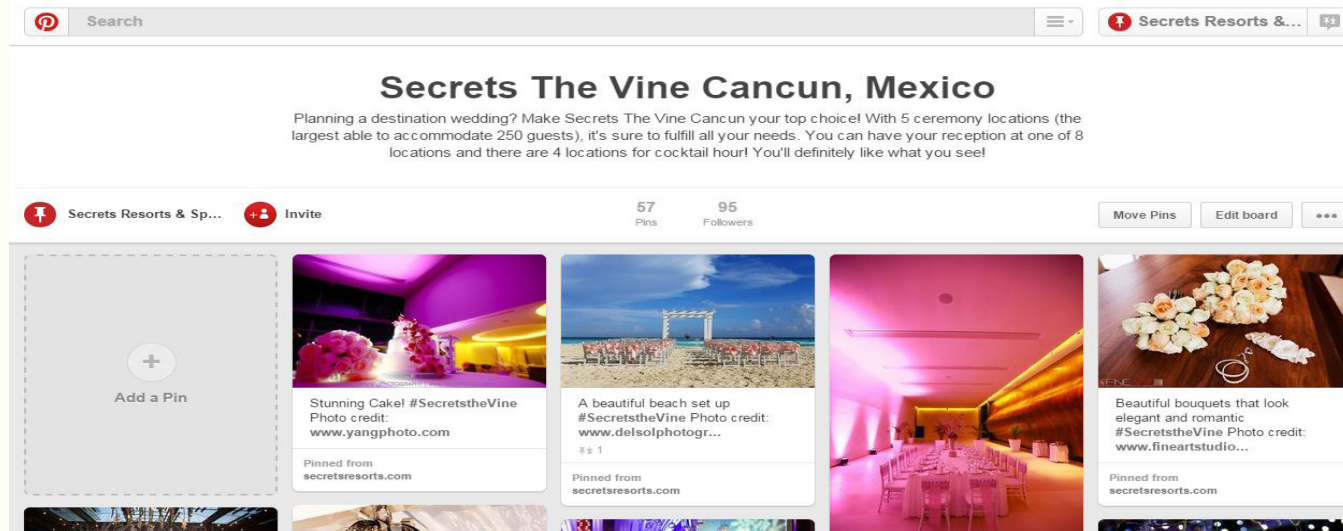 Search
Secrets Resorts &...
Secrets The Vine Cancun, Mexico
Planning a destination wedding? Make Secrets The Vine Cancun your top choice! With 5 ceremony locations (the
largest able to accommodate 250 guests), it's sure to fulfill all your needs. You can have your reception at one of 8
locations and there are 4 locations for cocktail hour! You'll definitely like what you see!
Secrets Resorts & Sp...
Invite
57
Pins
95
Followers
Move Pins
Edit board
Add a Pin
Stunning Cake! #SecretstheVine
Photo credit:
www.yangphoto.com
Pinned from
secretsresorts.com
A beautiful beach set up
#SecretstheVine Photo credit:
www.delsolphotogr...
1
Pinned from
secretsresorts.com
Beautiful bouquets that look
elegant and romantic
#SecretstheVine Photo credit:
www.fineartstudio...
Pinned from
secretsresorts.com